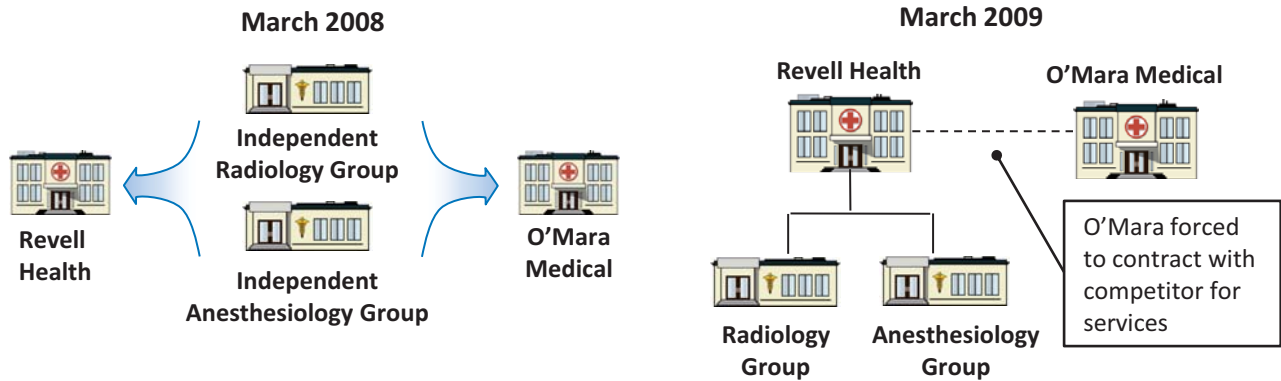 March 2008
Independent
Radiology Group
Independent
Anesthesiology Group
Revell
Health
O’Mara
Medical
March 2009
Revell Health
O’Mara Medical
O’Mara forced
to contract with
competitor for
services
Radiology
Group
Anesthesiology
Group